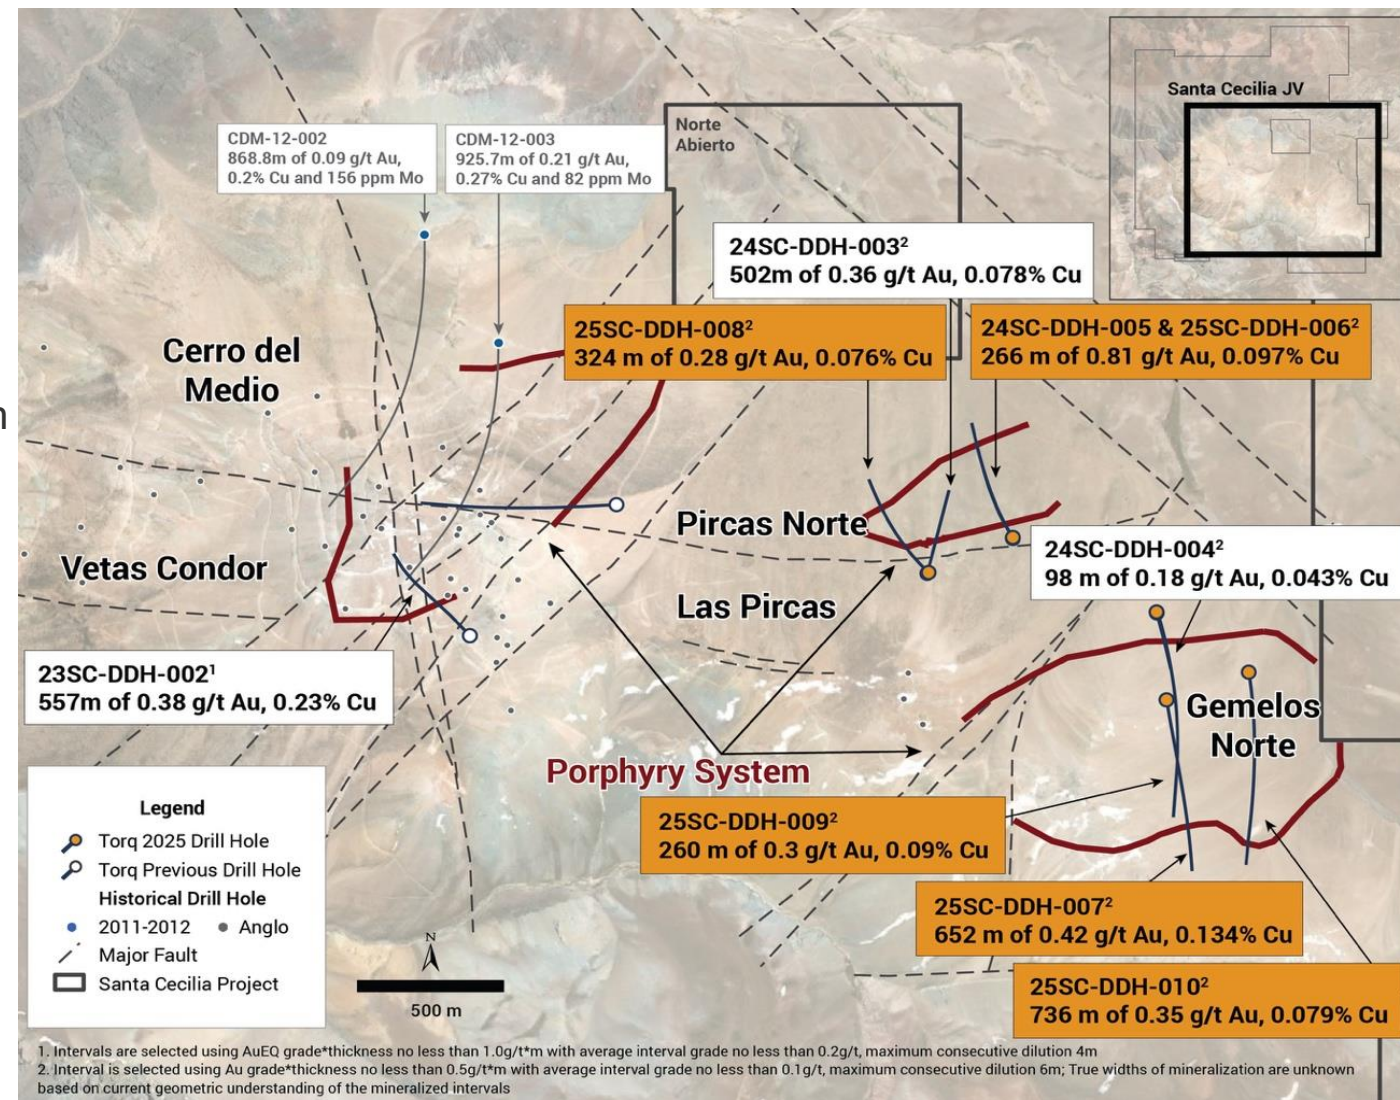 Santa Cecilia JV
Norte
Abierto
CDM-12-002
868.8m of 0.09 g/t Au,
0.2% Cu and 156 ppm Mo
CDM-12-003
925.7m of 0.21 g/t Au,
0.27% Cu and 82 ppm Mo
24SC-DDH-003²
502m of 0.36 g/t Au, 0.078% Cu
25SC-DDH-008²
324 m of 0.28 g/t Au, 0.076% Cu
24SC-DDH-005 & 25SC-DDH-006²
266 m of 0.81 g/t Au, 0.097% Cu
Cerro del
Medio
n
Pircas Norte
24SC-DDH-004²
98 m of 0.18 g/t Au, 0.043% Cu
Vetas Condor
Las Pircas
23SC-DDH-002¹
557m of 0.38 g/t Au, 0.23% Cu
Gemelos
Norte
Porphyry System
25SC-DDH-009²
260 m of 0.3 g/t Au, 0.09% Cu
25SC-DDH-007²
652 m of 0.42 g/t Au, 0.134% Cu
25SC-DDH-010²
736 m of 0.35 g/t Au, 0.079% Cu
Legend
Torq 2025 Drill Hole
Torq Previous Drill Hole
Historical Drill Hole
2011-2012 Anglo
Major Fault
Santa Cecilia Project
N
500 m
1. Intervals are selected using AuEQ grade*thickness no less than 1.0g/t*m with average interval grade no less than 0.2g/t, maximum consecutive dilution 4m
2. Interval is selected using Au grade*thickness no less than 0.5g/t*m with average interval grade no less than 0.1g/t, maximum consecutive dilution 6m; True widths of mineralization are unknown
based on current geometric understanding of the mineralized intervals